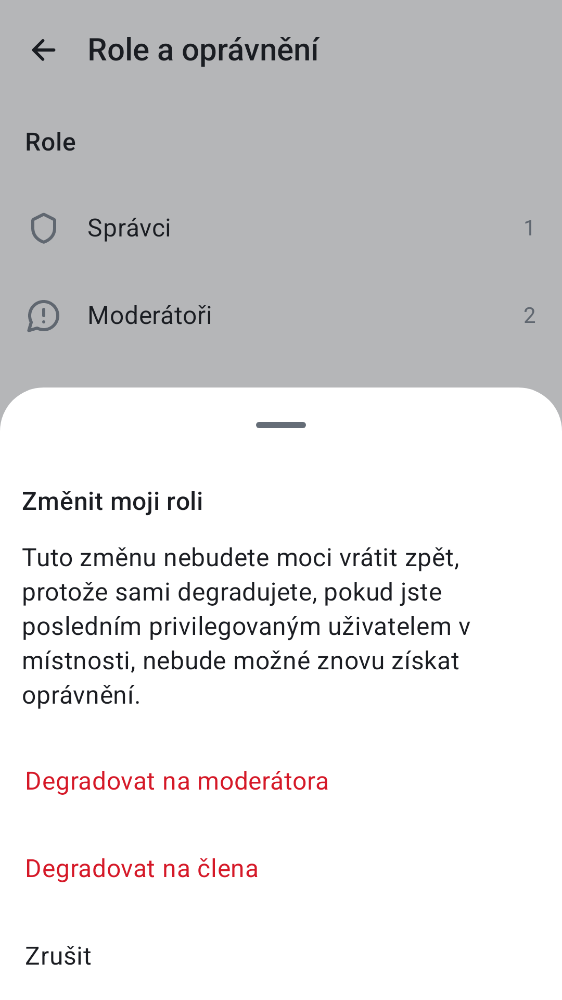 Role a oprávnění
Role
Správci 1
Moderátoři 2
Změnit moji roli
Tuto změnu nebudete moci vrátit zpět,
protože sami degradujete, pokud jste
posledním privilegovaným uživatelem v
místnosti, nebude možné znovu získat
oprávnění.
Degradovat na moderátora
Degradovat na člena
Zrušit